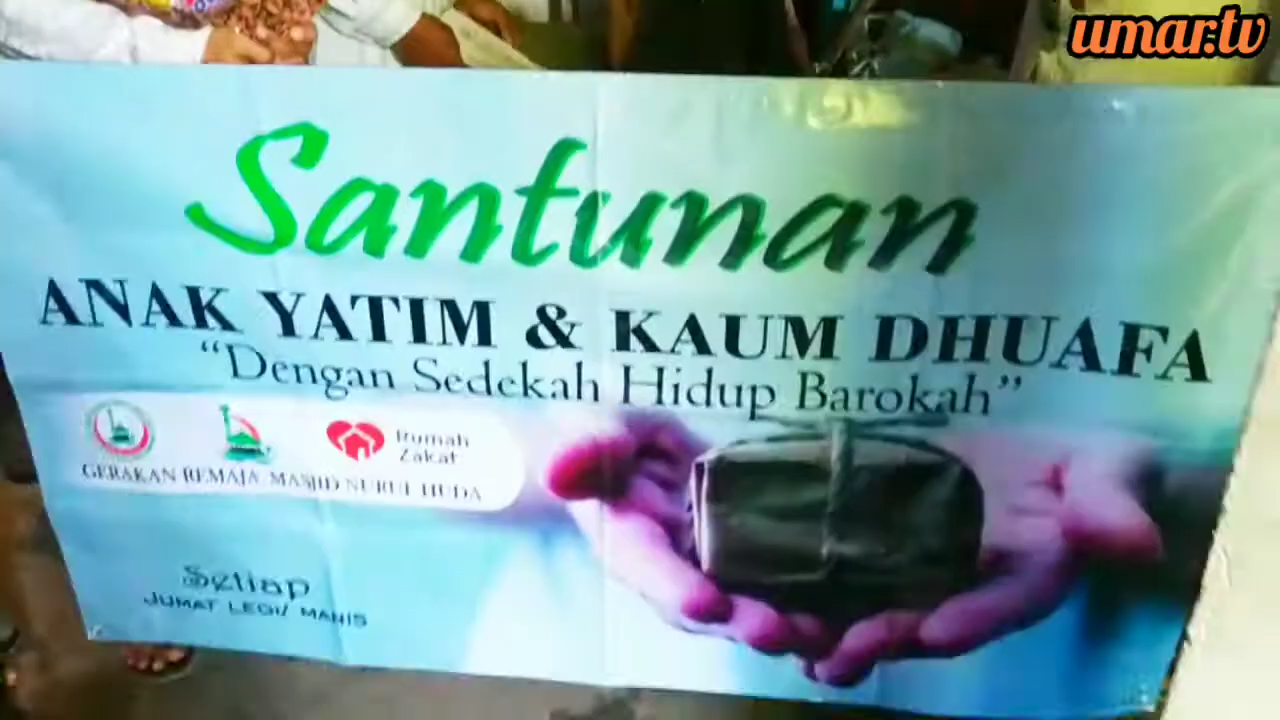 umar.tv
Santunan
ANAK YATIM & KAUM DHUAFA
“Dengan Sedekah Hidup Barokah”
Rumah
Zakat
GERAKAN REMAJA MASJID NURUL HUDA
Setiap
JUMAT LEGI/ MANIS